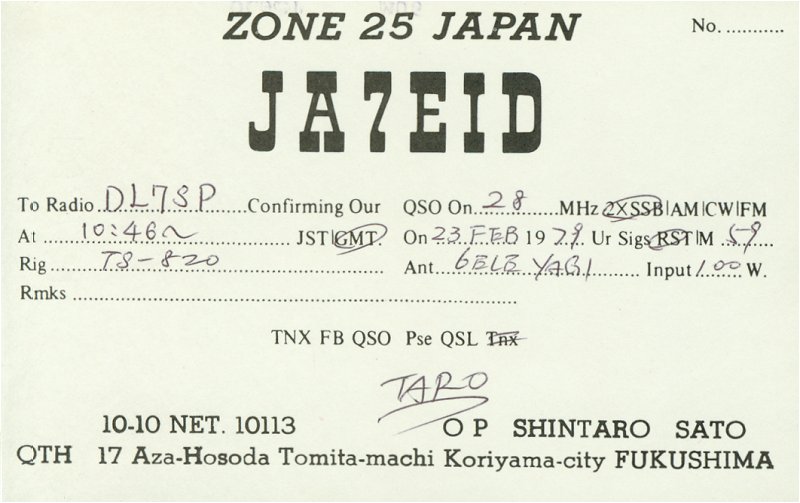 ZONE 25 JAPAN No. ...........
JA7EID
To Radio DL7SP Confirming Our QSO On 28 MHz 2XSSB|AM|CW|FM
At 10:46~ JST|GMT. On 23. FEB 1979. Ur Sigs RST|M 59
Rig TS-820 Ant 6ELE YAGI Input 100 W.
Rmks
TNX FB QSO Pse QSL Tnx
TARO
10-10 NET. 10113 OP SHINTARO SATO
QTH 17 Aza-Hosoda Tomita-machi Koriyama-city FUKUSHIMA